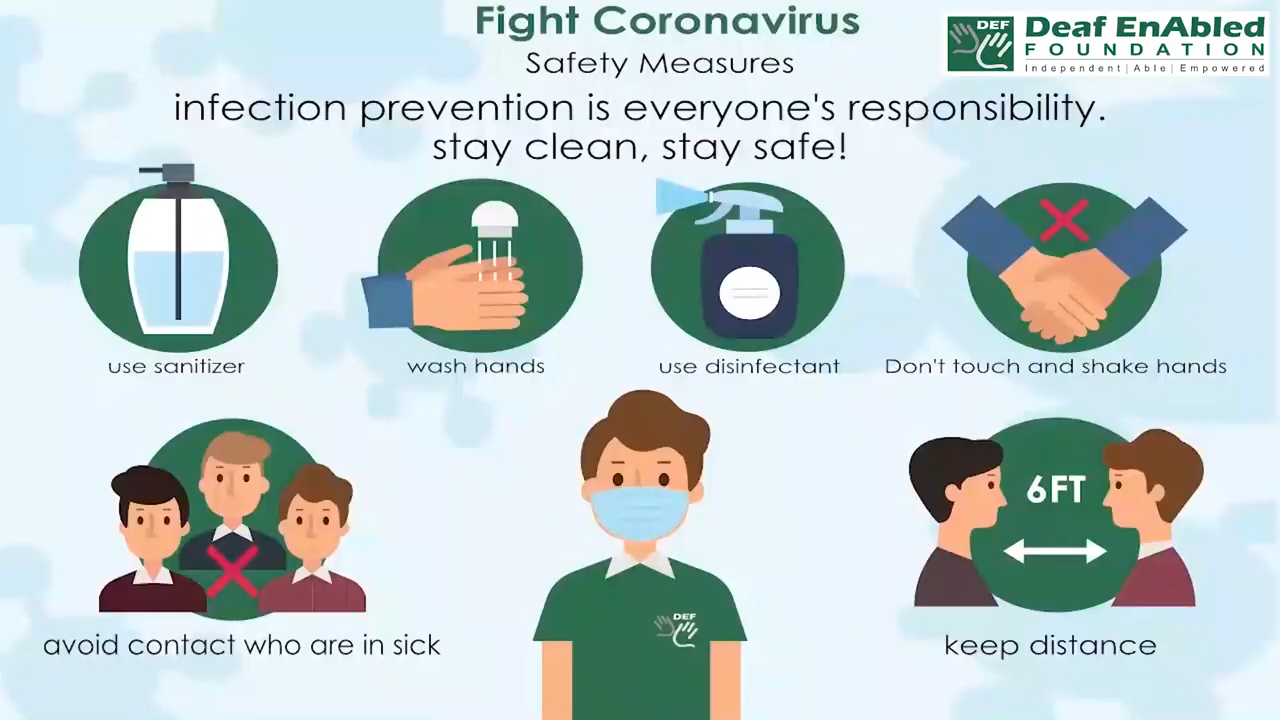 Fight Coronavirus
Safety Measures
infection prevention is everyone's responsibility.
stay clean, stay safe!
DEF
Deaf EnAbled
FOUNDATION
Independent|Able|Empowered
use sanitizer
wash hands
use disinfectant
Don't touch and shake hands
6FT
DEF
avoid contact who are in sick
keep distance